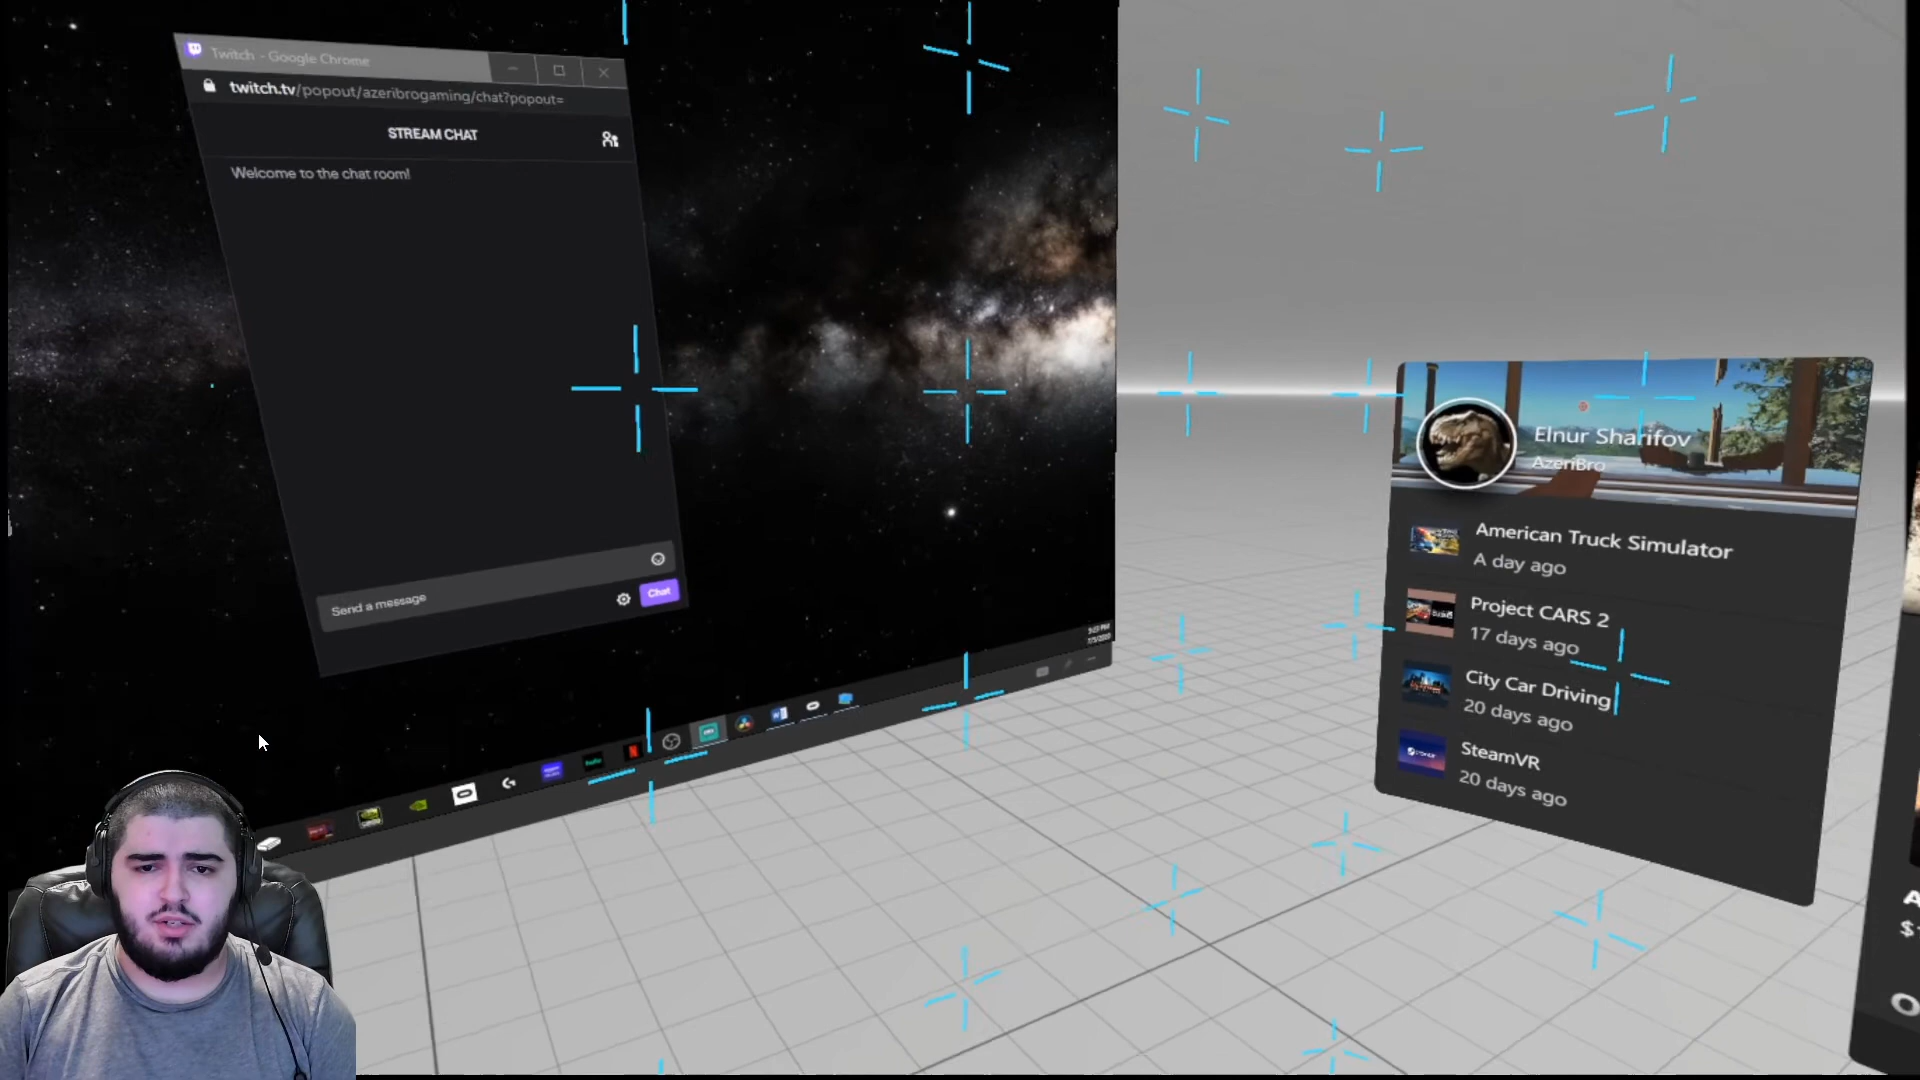 Twitch - Google Chrome
twitch.tv/popout/azeribrogaming/chat?popout=
STREAM CHAT
Welcome to the chat room!
Send a message
Chat
Elnur Sharifov
AzeriBro
American Truck Simulator
A day ago
Project CARS 2
17 days ago
City Car Driving
20 days ago
SteamVR
20 days ago